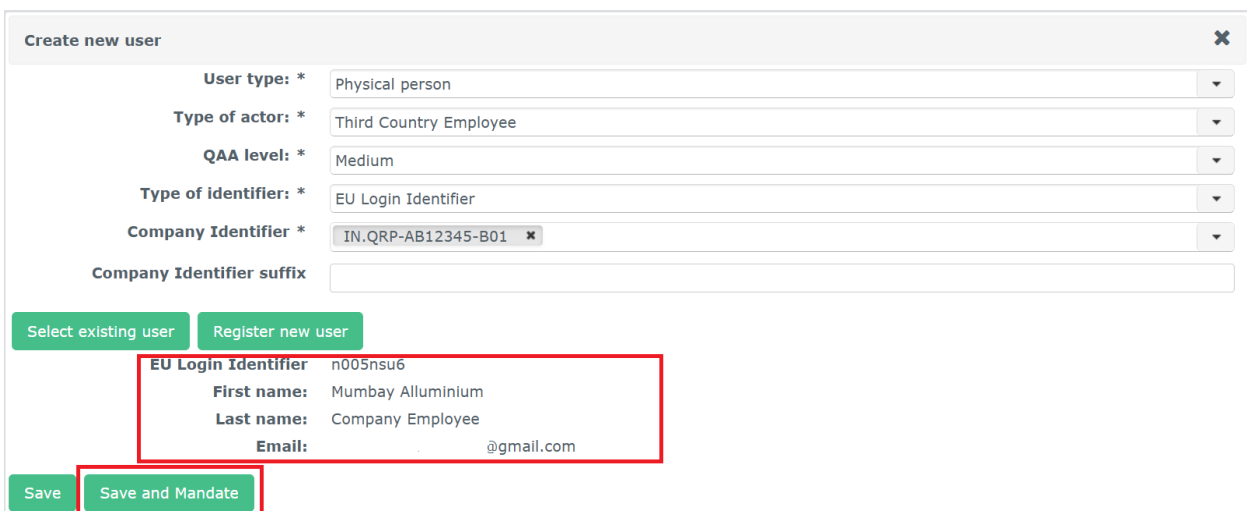 Create new user
User type: * Physical person
Type of actor: * Third Country Employee
QAA level: * Medium
Type of identifier: * EU Login Identifier
Company Identifier * IN.QRP-AB12345-B01
Company Identifier suffix
Select existing user Register new user
EU Login Identifier n005nsu6
First name: Mumbay Alluminium
Last name: Company Employee
Email: @gmail.com
Save Save and Mandate